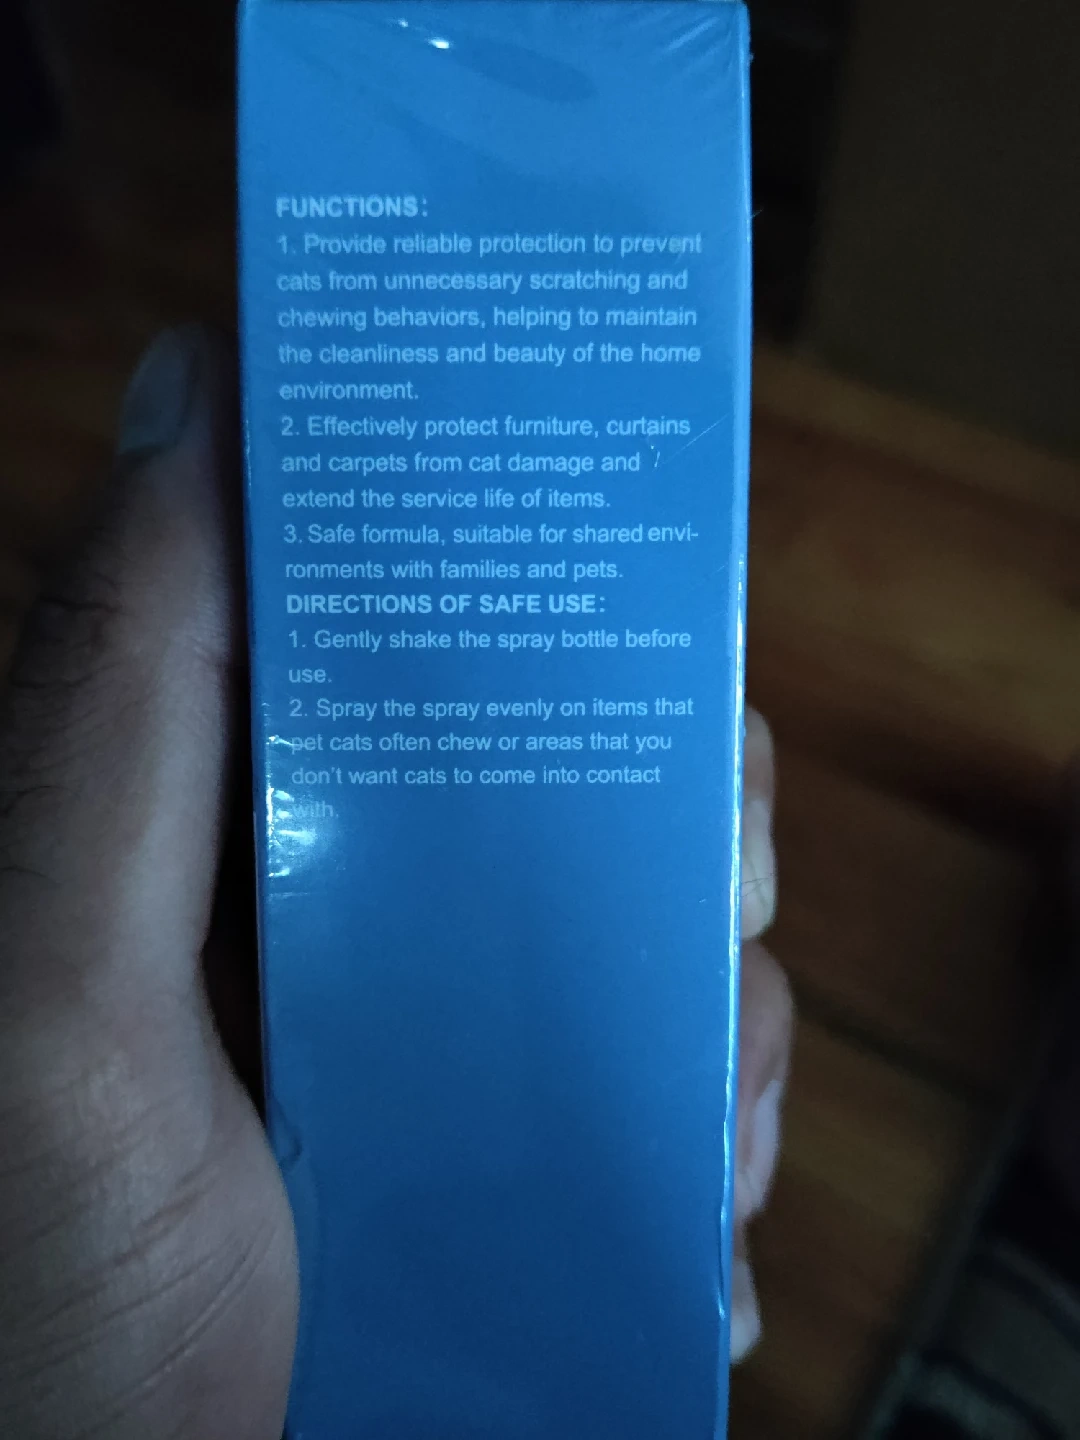 FUNCTIONS:
1. Provide reliable protection to prevent
cats from unnecessary scratching and
chewing behaviors, helping to maintain
the cleanliness and beauty of the home
environment.
2. Effectively protect furniture, curtains
and carpets from cat damage and
extend the service life of items.
3. Safe formula, suitable for shared envi-
ronments with families and pets.
DIRECTIONS OF SAFE USE:
1. Gently shake the spray bottle before
use.
2. Spray the spray evenly on items that
pet cats often chew or areas that you
don't want cats to come into contact
with.